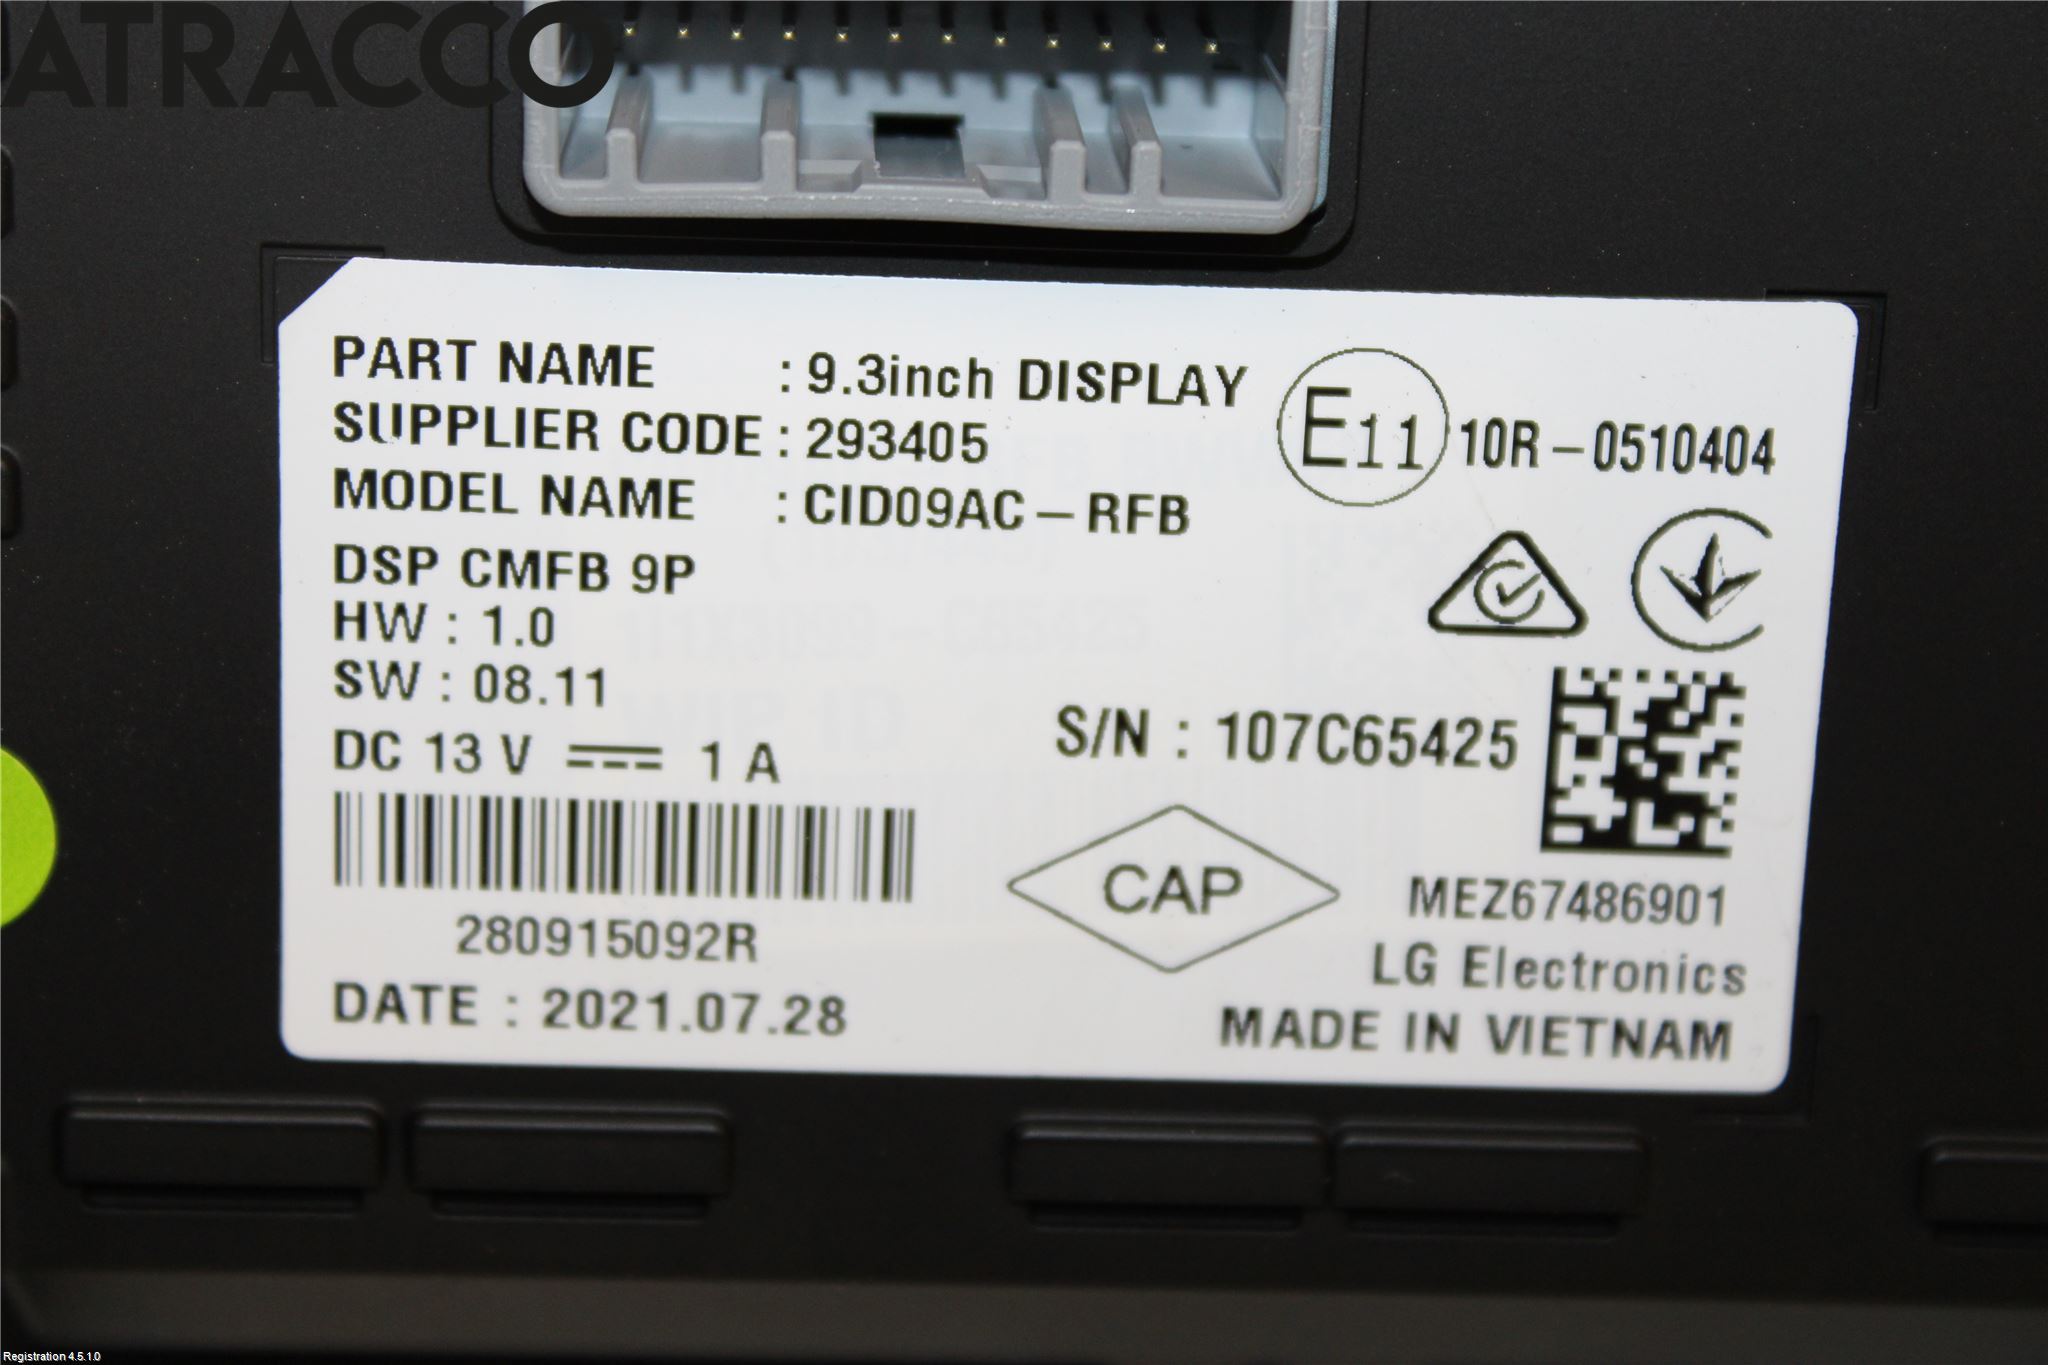 ATRACCO
PART NAME : 9.3inch DISPLAY
SUPPLIER CODE : 293405
MODEL NAME : CID09AC-RFB
E11 10R-0510404
DSP CMFB 9P
HW : 1.0
SW : 08.11
DC 13 V 1 A
S/N : 107C65425
280915092R
CAP
MEZ67486901
LG Electronics
DATE : 2021.07.28
MADE IN VIETNAM
Registration 4.5.1.0